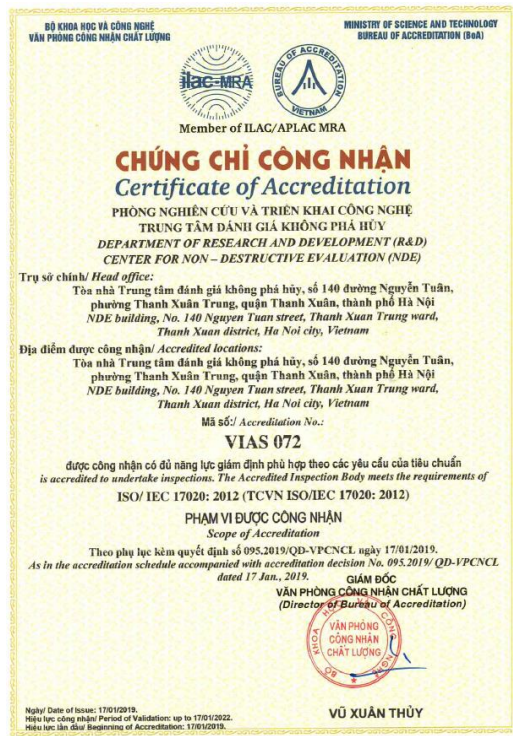 BỘ KHOA HỌC VÀ CÔNG NGHỆ
VĂN PHÒNG CÔNG NHẬN CHẤT LƯỢNG
MINISTRY OF SCIENCE AND TECHNOLOGY
BUREAU OF ACCREDITATION (BoA)
ilac-MRA
BUREAU OF ACCREDITATION
VIETNAM
Member of ILAC/APLAC MRA
CHỨNG CHỈ CÔNG NHẬN
Certificate of Accreditation
PHÒNG NGHIÊN CỨU VÀ TRIỂN KHAI CÔNG NGHỆ
TRUNG TÂM ĐÁNH GIÁ KHÔNG PHÁ HỦY
DEPARTMENT OF RESEARCH AND DEVELOPMENT (R&D)
CENTER FOR NON – DESTRUCTIVE EVALUATION (NDE)
Trụ sở chính/ Head office:
Tòa nhà Trung tâm đánh giá không phá hủy, số 140 đường Nguyễn Tuân,
phường Thanh Xuân Trung, quận Thanh Xuân, thành phố Hà Nội
NDE building, No. 140 Nguyen Tuan street, Thanh Xuan Trung ward,
Thanh Xuan district, Ha Noi city, Vietnam
Địa điểm được công nhận/ Accredited locations:
Tòa nhà Trung tâm đánh giá không phá hủy, số 140 đường Nguyễn Tuân,
phường Thanh Xuân Trung, quận Thanh Xuân, thành phố Hà Nội
NDE building, No. 140 Nguyen Tuan street, Thanh Xuan Trung ward,
Thanh Xuan district, Ha Noi city, Vietnam
Mã số:/ Accreditation No.:
VIAS 072
được công nhận có đủ năng lực giám định phù hợp theo các yêu cầu của tiêu chuẩn
is accredited to undertake inspections. The Accredited Inspection Body meets the requirements of
ISO/ IEC 17020: 2012 (TCVN ISO/IEC 17020: 2012)
PHẠM VI ĐƯỢC CÔNG NHẬN
Scope of Accreditation
Theo phụ lục kèm quyết định số 095.2019/QD-VPCNCL ngày 17/01/2019.
As in the accreditation schedule accompanied with accreditation decision No. 095.2019/ QD-VPCNCL
dated 17 Jan., 2019.
GIÁM ĐỐC
VĂN PHÒNG CÔNG NHẬN CHẤT LƯỢNG
(Director of Bureau of Accreditation)
BỘ KHOA HỌC VÀ CÔNG NGHỆ
VĂN PHÒNG
CÔNG NHẬN
CHẤT LƯỢNG
VŨ XUÂN THỦY
Ngày/ Date of Issue: 17/01/2019.
Hiệu lực công nhận/ Period of Validation: up to 17/01/2022.
Hiệu lực lần đầu/ Beginning of Accreditation: 17/01/2019.